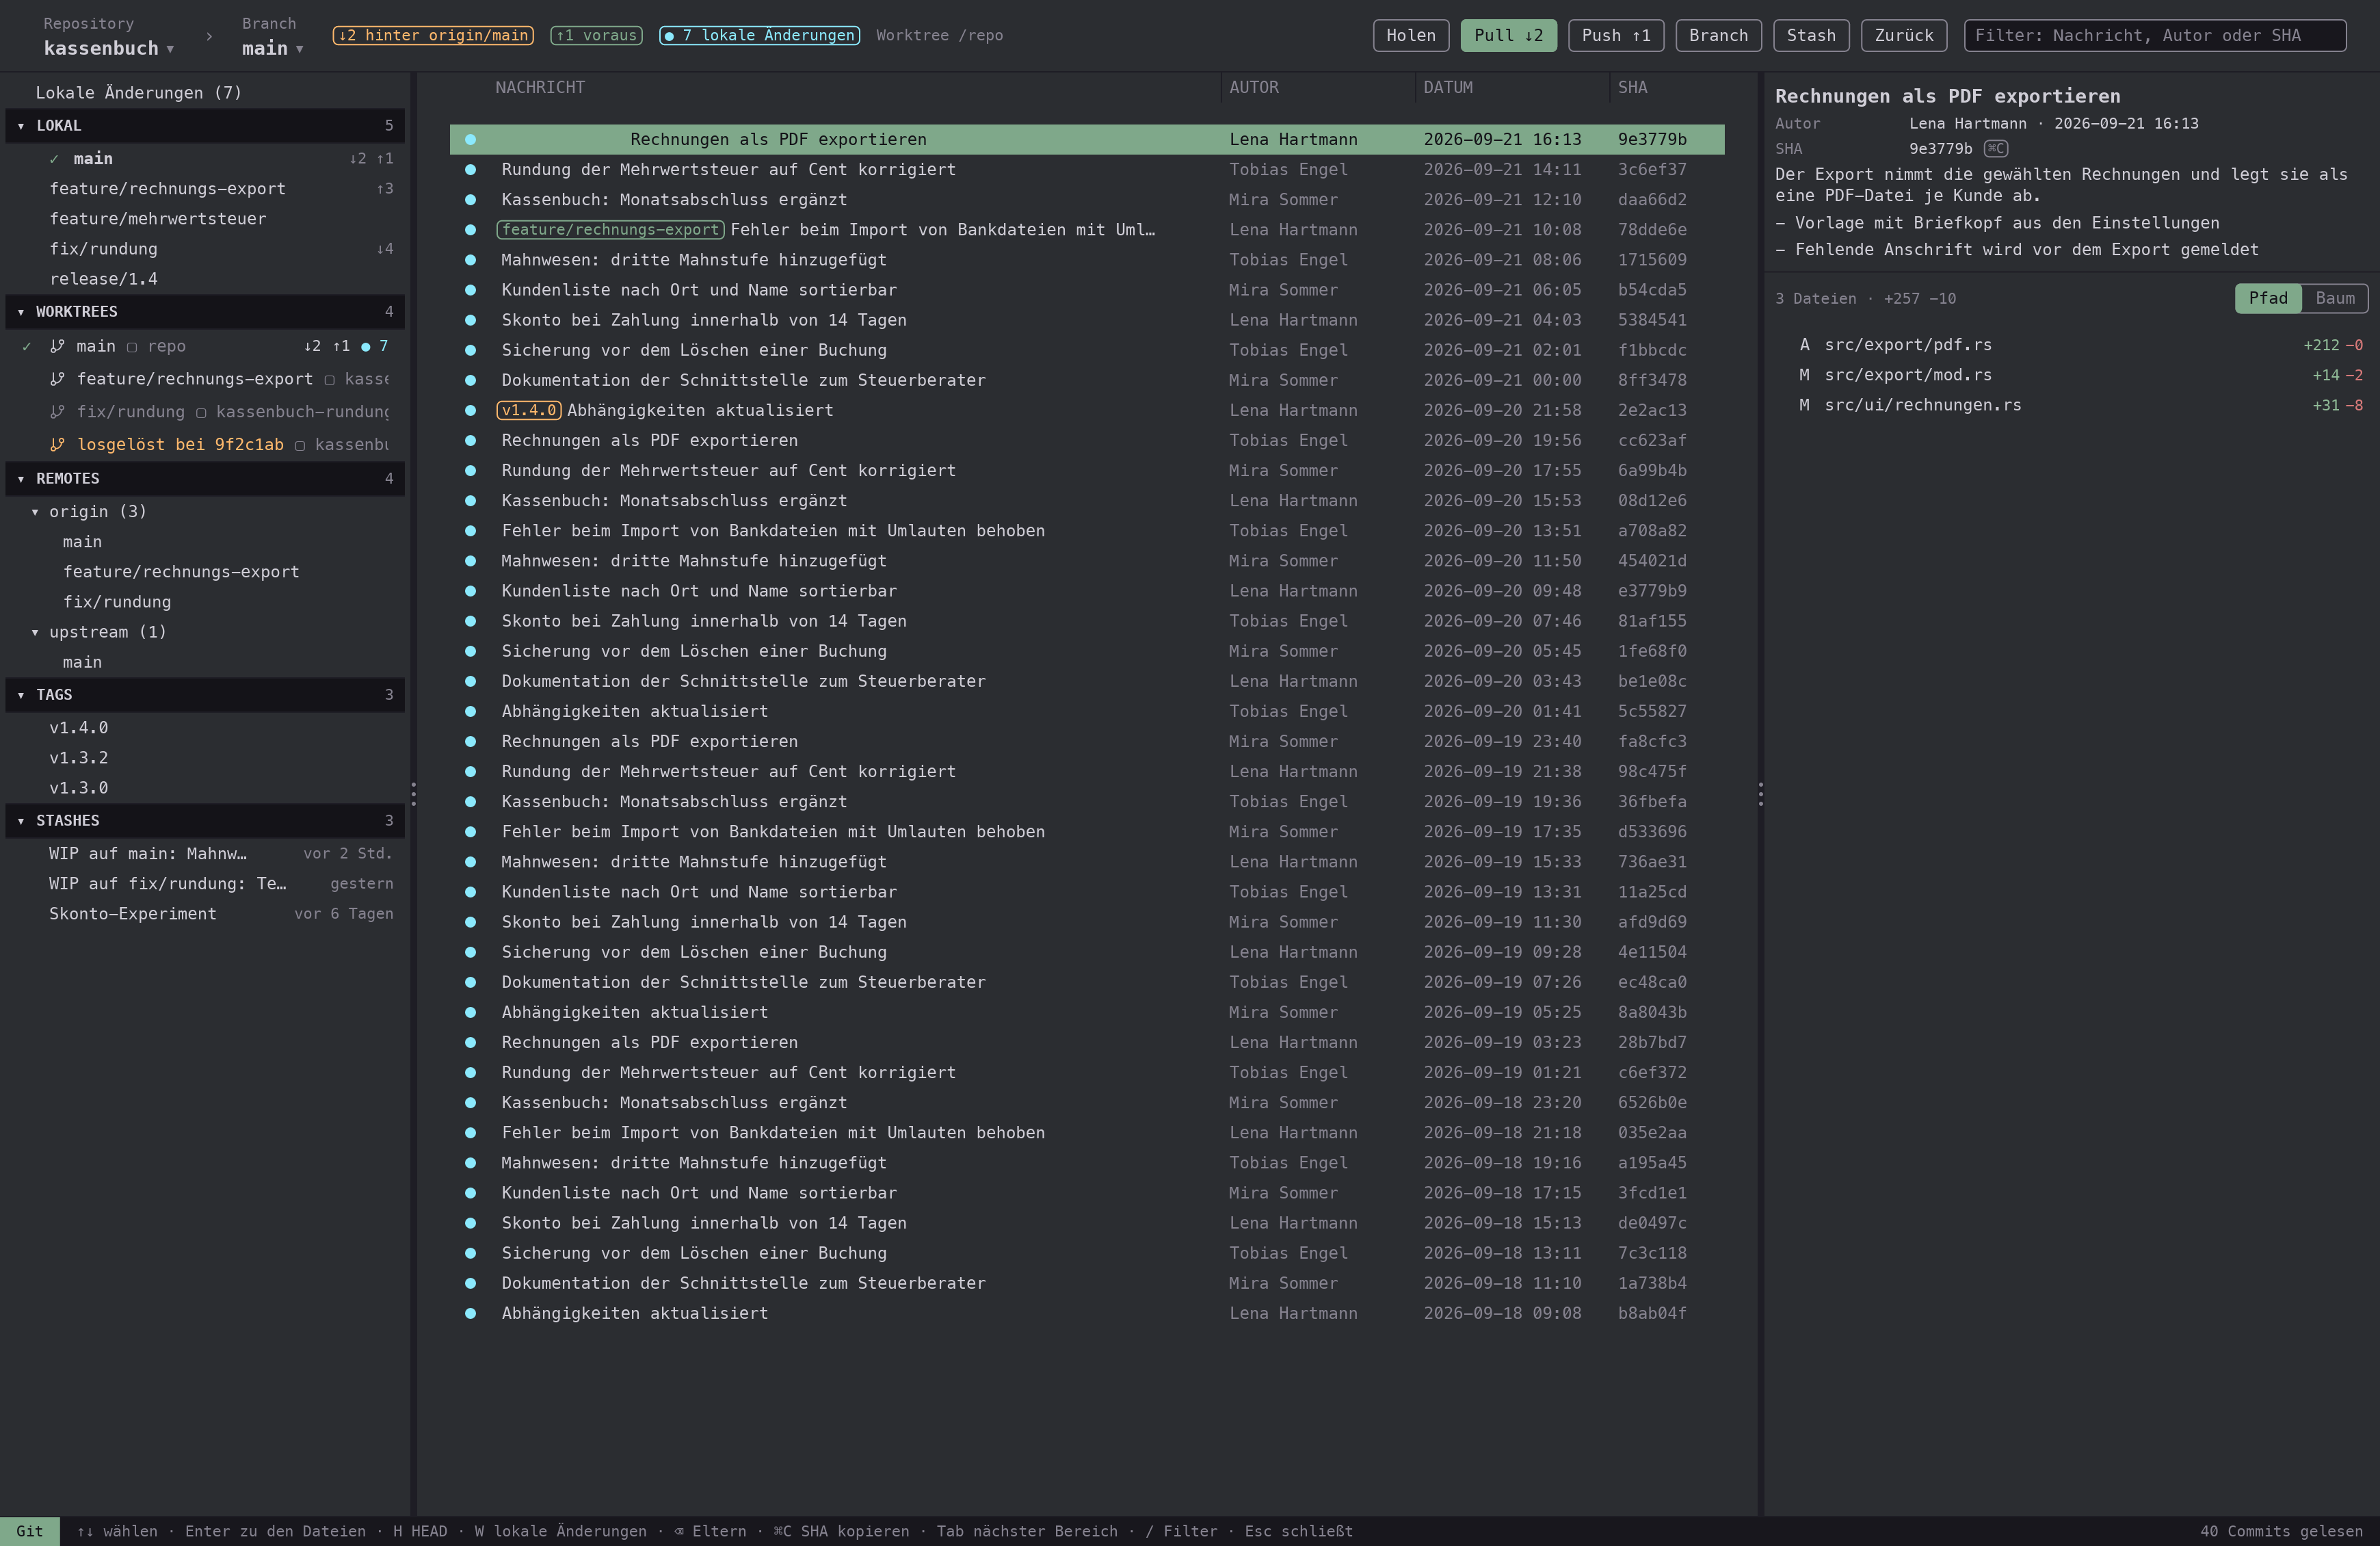 Repository
kassenbuch ▾
›
Branch
main ▾
↓2 hinter origin/main
↑1 voraus
● 7 lokale Änderungen
Worktree /repo
Holen
Pull ↓2
Push ↑1
Branch
Stash
Zurück
Filter: Nachricht, Autor oder SHA
Lokale Änderungen (7)
▾ LOKAL 5
✓ main ↓2 ↑1
feature/rechnungs-export ↑3
feature/mehrwertsteuer
fix/rundung ↓4
release/1.4
▾ WORKTREES 4
✓ main ▢ repo ↓2 ↑1 ● 7
feature/rechnungs-export ▢ kasse
fix/rundung ▢ kassenbuch-rundung
losgelöst bei 9f2c1ab ▢ kassenbu
▾ REMOTES 4
▾ origin (3)
main
feature/rechnungs-export
fix/rundung
▾ upstream (1)
main
▾ TAGS 3
v1.4.0
v1.3.2
v1.3.0
▾ STASHES 3
WIP auf main: Mahnw… vor 2 Std.
WIP auf fix/rundung: Te… gestern
Skonto-Experiment vor 6 Tagen
NACHRICHT AUTOR DATUM SHA
Rechnungen als PDF exportieren Lena Hartmann 2026-09-21 16:13 9e3779b
Rundung der Mehrwertsteuer auf Cent korrigiert Tobias Engel 2026-09-21 14:11 3c6ef37
Kassenbuch: Monatsabschluss ergänzt Mira Sommer 2026-09-21 12:10 daa66d2
feature/rechnungs-export Fehler beim Import von Bankdateien mit Uml… Lena Hartmann 2026-09-21 10:08 78dde6e
Mahnwesen: dritte Mahnstufe hinzugefügt Tobias Engel 2026-09-21 08:06 1715609
Kundenliste nach Ort und Name sortierbar Mira Sommer 2026-09-21 06:05 b54cda5
Skonto bei Zahlung innerhalb von 14 Tagen Lena Hartmann 2026-09-21 04:03 5384541
Sicherung vor dem Löschen einer Buchung Tobias Engel 2026-09-21 02:01 f1bbcdc
Dokumentation der Schnittstelle zum Steuerberater Mira Sommer 2026-09-21 00:00 8ff3478
v1.4.0 Abhängigkeiten aktualisiert Lena Hartmann 2026-09-20 21:58 2e2ac13
Rechnungen als PDF exportieren Tobias Engel 2026-09-20 19:56 cc623af
Rundung der Mehrwertsteuer auf Cent korrigiert Mira Sommer 2026-09-20 17:55 6a99b4b
Kassenbuch: Monatsabschluss ergänzt Lena Hartmann 2026-09-20 15:53 08d12e6
Fehler beim Import von Bankdateien mit Umlauten behoben Tobias Engel 2026-09-20 13:51 a708a82
Mahnwesen: dritte Mahnstufe hinzugefügt Mira Sommer 2026-09-20 11:50 454021d
Kundenliste nach Ort und Name sortierbar Lena Hartmann 2026-09-20 09:48 e3779b9
Skonto bei Zahlung innerhalb von 14 Tagen Tobias Engel 2026-09-20 07:46 81af155
Sicherung vor dem Löschen einer Buchung Mira Sommer 2026-09-20 05:45 1fe68f0
Dokumentation der Schnittstelle zum Steuerberater Lena Hartmann 2026-09-20 03:43 be1e08c
Abhängigkeiten aktualisiert Tobias Engel 2026-09-20 01:41 5c55827
Rechnungen als PDF exportieren Mira Sommer 2026-09-19 23:40 fa8cfc3
Rundung der Mehrwertsteuer auf Cent korrigiert Lena Hartmann 2026-09-19 21:38 98c475f
Kassenbuch: Monatsabschluss ergänzt Tobias Engel 2026-09-19 19:36 36fbefa
Fehler beim Import von Bankdateien mit Umlauten behoben Mira Sommer 2026-09-19 17:35 d533696
Mahnwesen: dritte Mahnstufe hinzugefügt Lena Hartmann 2026-09-19 15:33 736ae31
Kundenliste nach Ort und Name sortierbar Tobias Engel 2026-09-19 13:31 11a25cd
Skonto bei Zahlung innerhalb von 14 Tagen Mira Sommer 2026-09-19 11:30 afd9d69
Sicherung vor dem Löschen einer Buchung Lena Hartmann 2026-09-19 09:28 4e11504
Dokumentation der Schnittstelle zum Steuerberater Tobias Engel 2026-09-19 07:26 ec48ca0
Abhängigkeiten aktualisiert Mira Sommer 2026-09-19 05:25 8a8043b
Rechnungen als PDF exportieren Lena Hartmann 2026-09-19 03:23 28b7bd7
Rundung der Mehrwertsteuer auf Cent korrigiert Tobias Engel 2026-09-19 01:21 c6ef372
Kassenbuch: Monatsabschluss ergänzt Mira Sommer 2026-09-18 23:20 6526b0e
Fehler beim Import von Bankdateien mit Umlauten behoben Lena Hartmann 2026-09-18 21:18 035e2aa
Mahnwesen: dritte Mahnstufe hinzugefügt Tobias Engel 2026-09-18 19:16 a195a45
Kundenliste nach Ort und Name sortierbar Mira Sommer 2026-09-18 17:15 3fcd1e1
Skonto bei Zahlung innerhalb von 14 Tagen Lena Hartmann 2026-09-18 15:13 de0497c
Sicherung vor dem Löschen einer Buchung Tobias Engel 2026-09-18 13:11 7c3c118
Dokumentation der Schnittstelle zum Steuerberater Mira Sommer 2026-09-18 11:10 1a738b4
Abhängigkeiten aktualisiert Lena Hartmann 2026-09-18 09:08 b8ab04f
Rechnungen als PDF exportieren
Autor Lena Hartmann · 2026-09-21 16:13
SHA 9e3779b ⌘C
Der Export nimmt die gewählten Rechnungen und legt sie als
eine PDF-Datei je Kunde ab.
– Vorlage mit Briefkopf aus den Einstellungen
– Fehlende Anschrift wird vor dem Export gemeldet
3 Dateien · +257 −10
Pfad
Baum
A src/export/pdf.rs +212 −0
M src/export/mod.rs +14 −2
M src/ui/rechnungen.rs +31 −8
Git
↑↓ wählen · Enter zu den Dateien · H HEAD · W lokale Änderungen · ⌫ Eltern · ⌘C SHA kopieren · Tab nächster Bereich · / Filter · Esc schließt
40 Commits gelesen